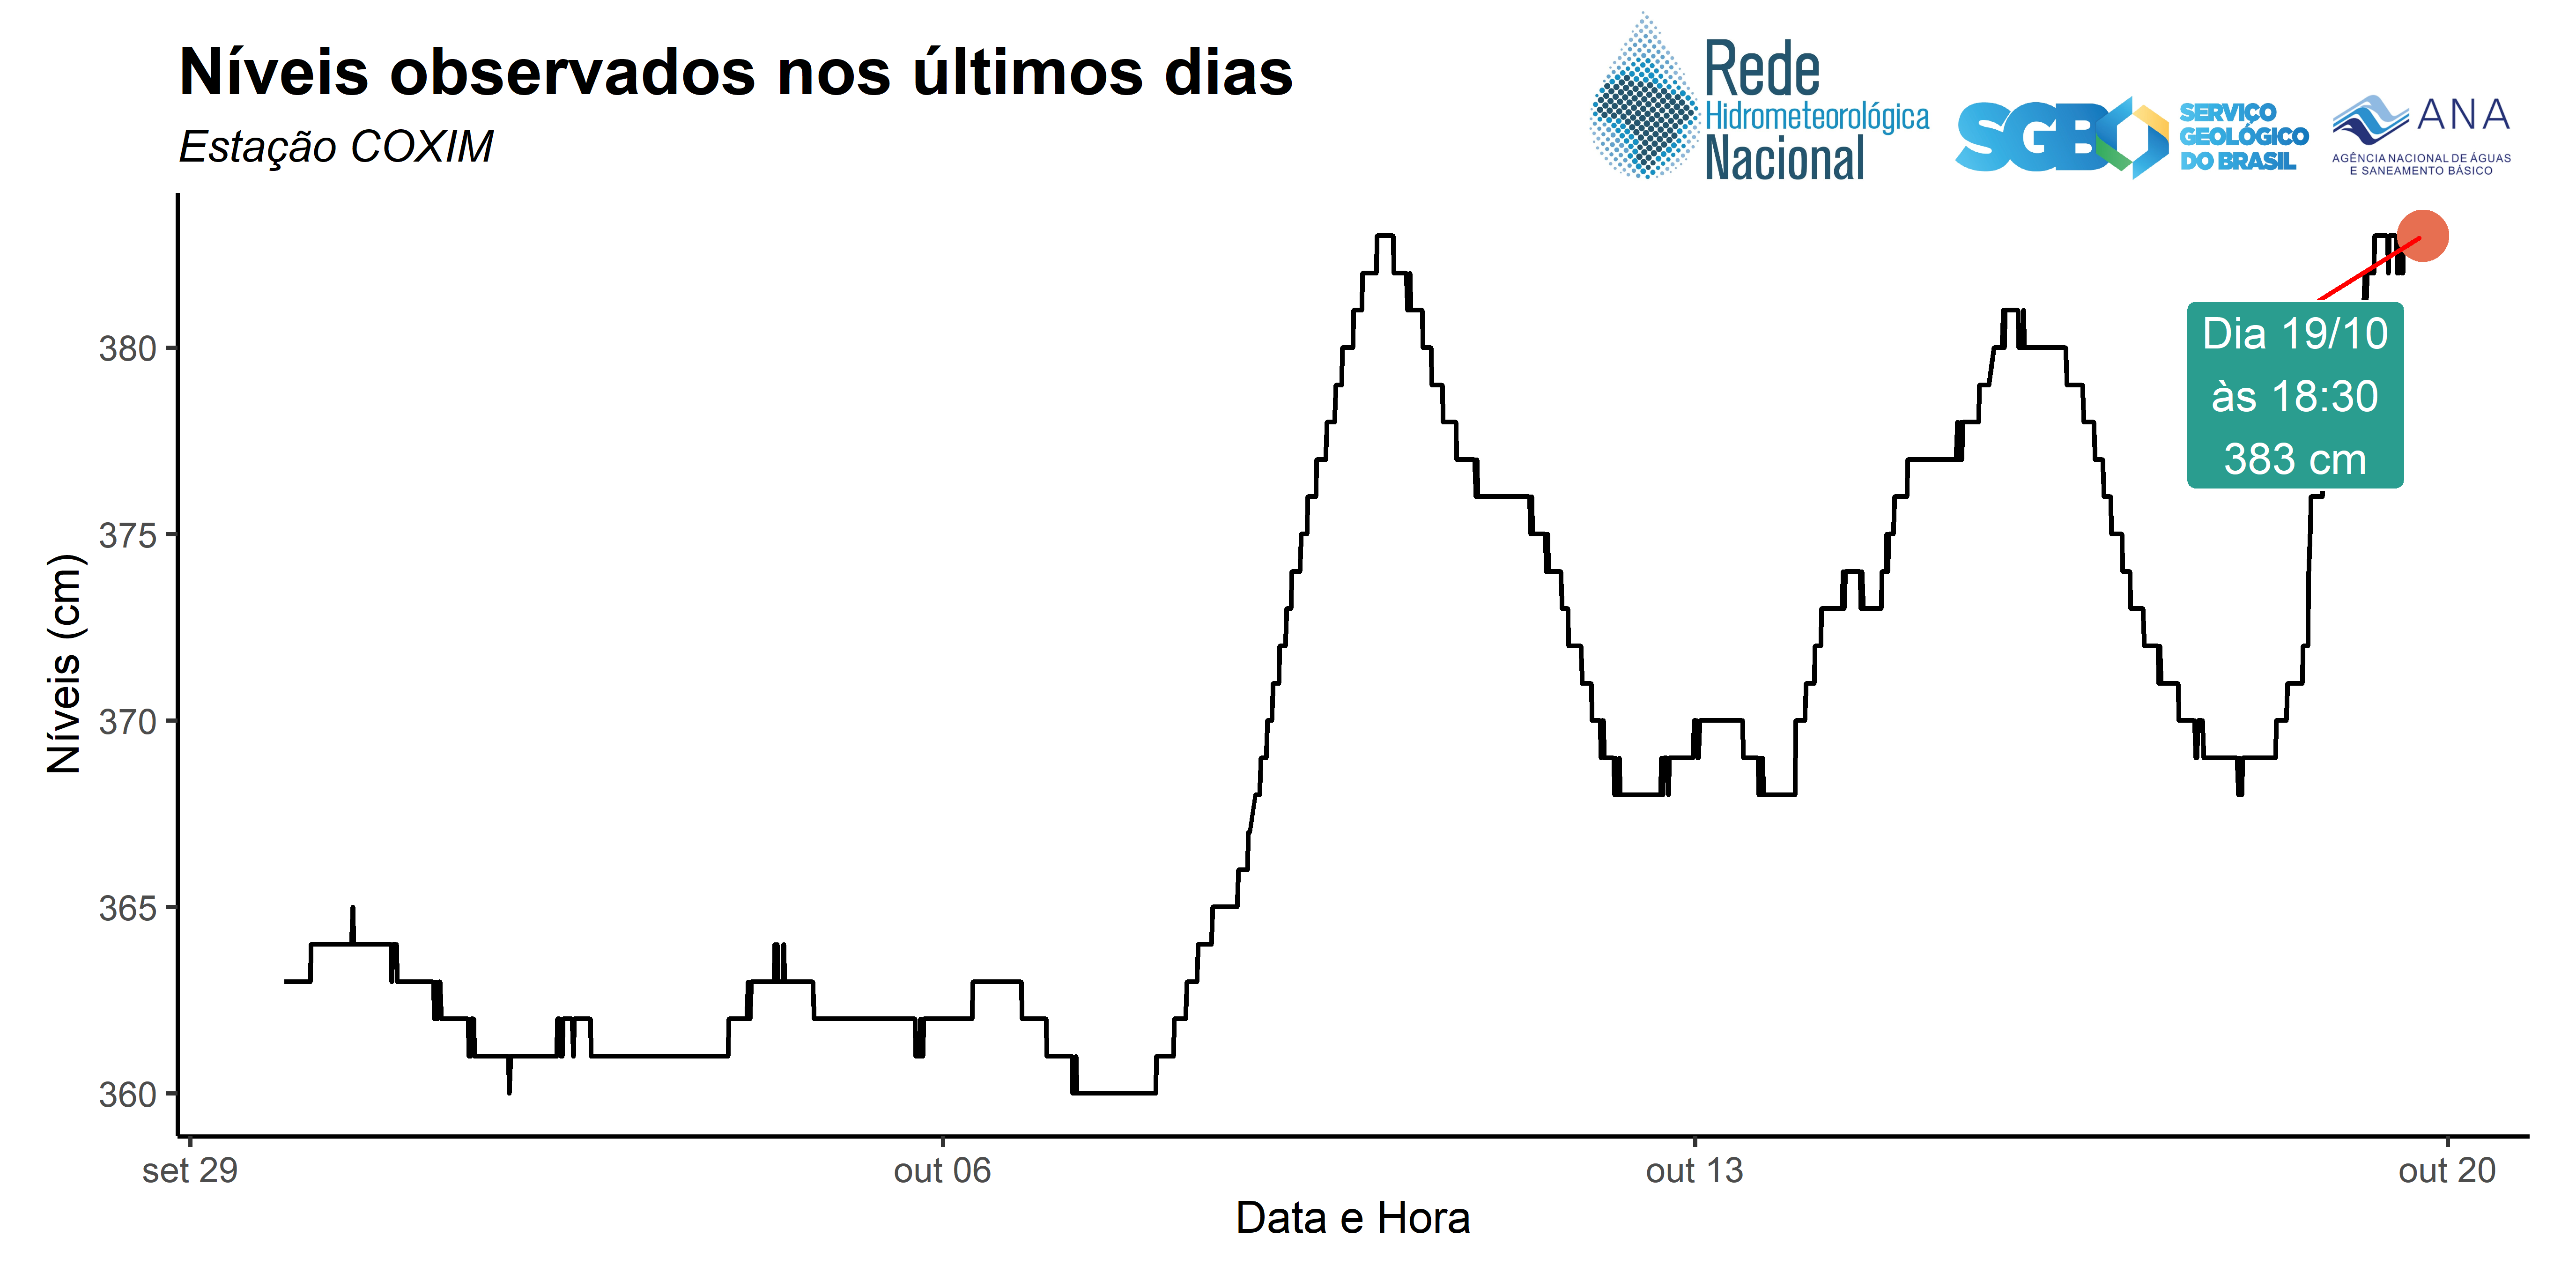 Níveis observados nos últimos dias
Estação COXIM
Rede
Hidrometeorológica
Nacional
SGB
SERVIÇO
GEOLÓGICO
DO BRASIL
ANA
AGÊNCIA NACIONAL DE ÁGUAS
E SANEAMENTO BÁSICO
Níveis (cm)
380
375
370
365
360
Dia 19/10
às 18:30
383 cm
set 29
out 06
out 13
out 20
Data e Hora